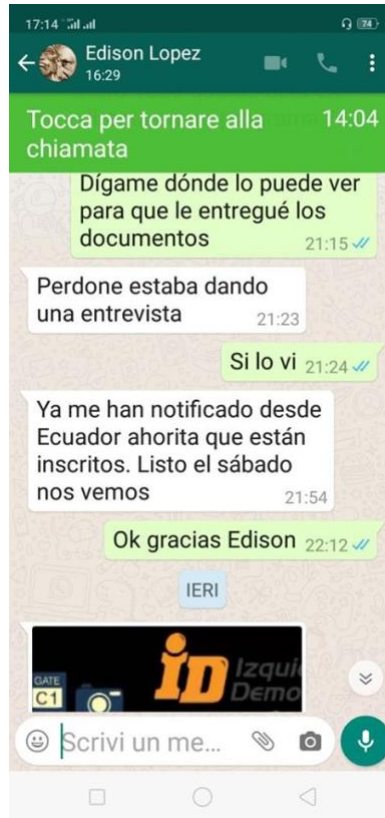 17:14
74
Edison Lopez
16:29
Tocca per tornare alla
chiamata
14:04
Dígame dónde lo puede ver
para que le entregué los
documentos
21:15
Perdone estaba dando
una entrevista
21:23
Si lo vi 21:24
Ya me han notificado desde
Ecuador ahorita que están
inscritos. Listo el sábado
nos vemos
21:54
Ok gracias Edison 22:12
IERI
GATE
C1
iD
Izqui
Demo
Scrivi un me...